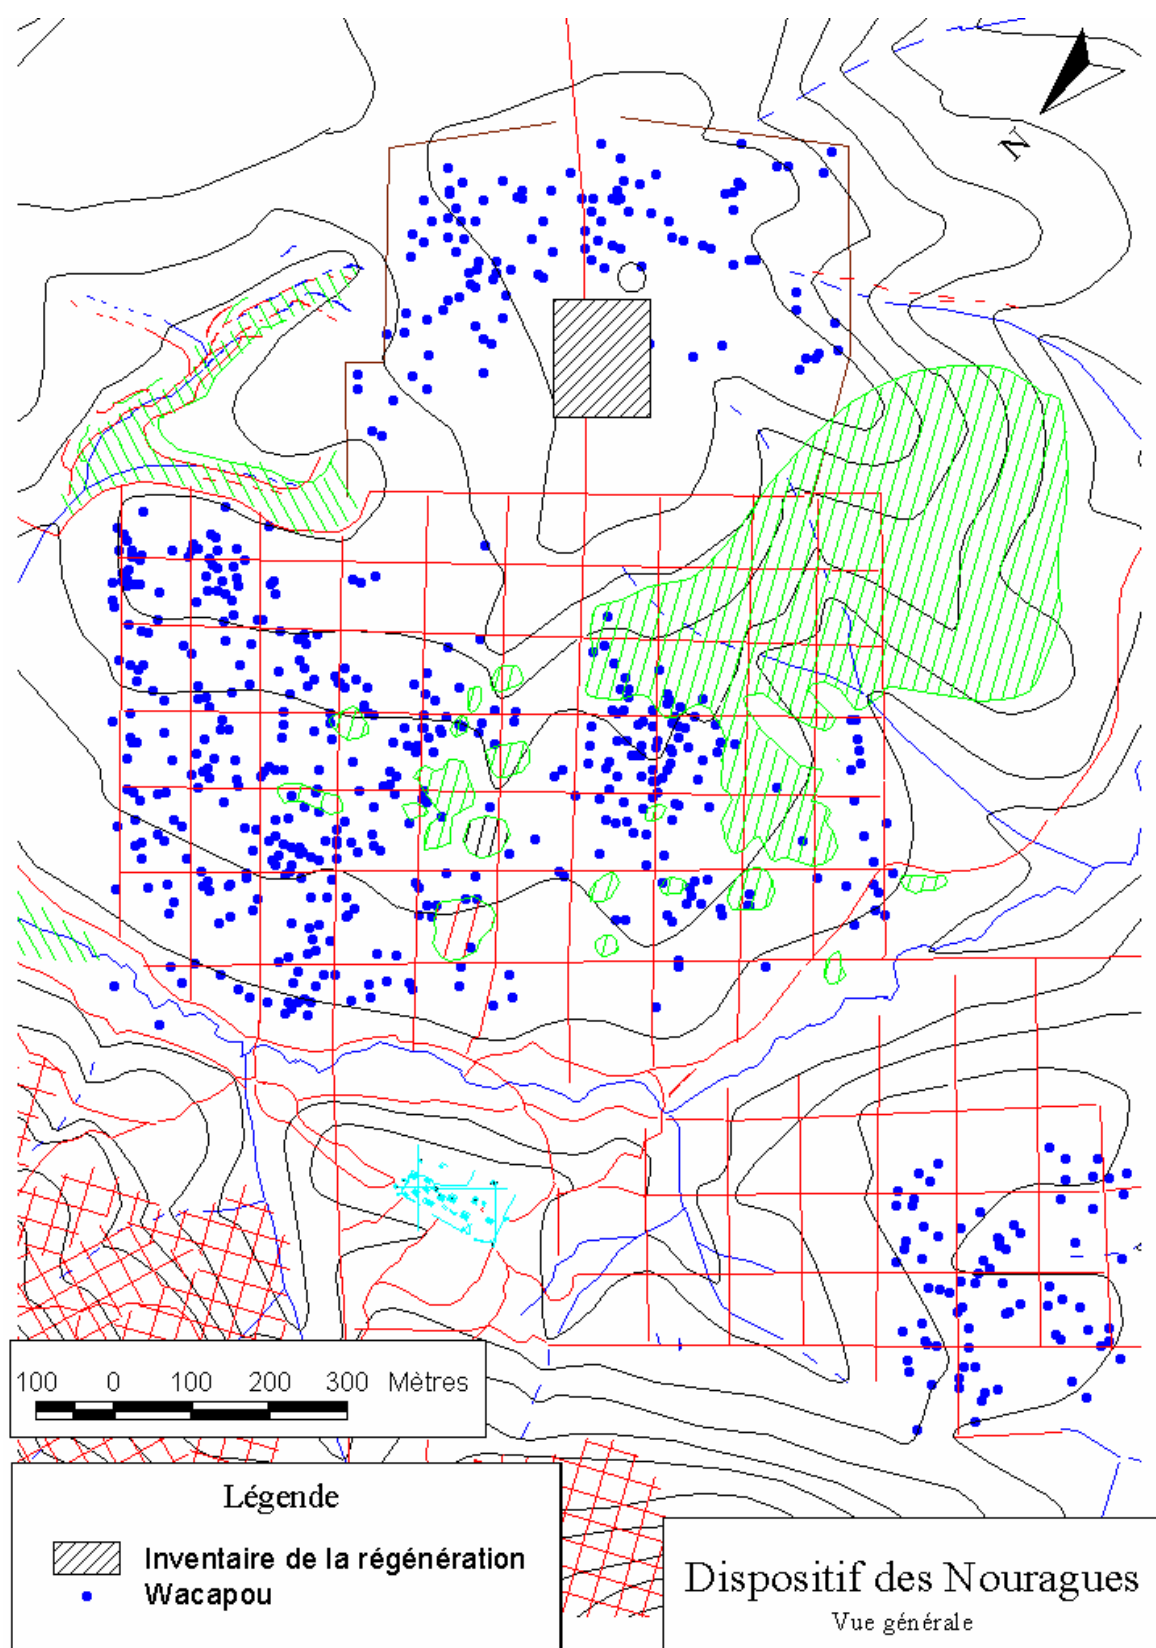 N
100 0 100 200 300 Mètres
Légende
Inventaire de la régénération
Wacapou
Dispositif des Nouragues
Vue générale